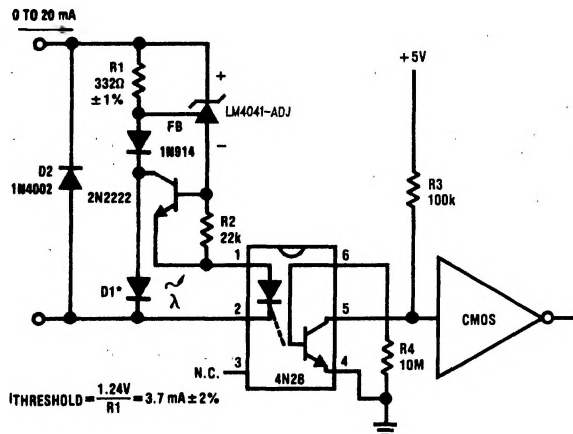 0 TO 20 mA
+5V
R1
332Ω
±1%
+
LM4041-ADJ
FB
1N914
−
D2
1N4002
2N2222
R3
100k
R2
22k
1
6
D1*
λ
2
5
CMOS
3
4
N.C.
4N28
R4
10M
ITHRESHOLD = 1.24V / R1 = 3.7 mA ± 2%